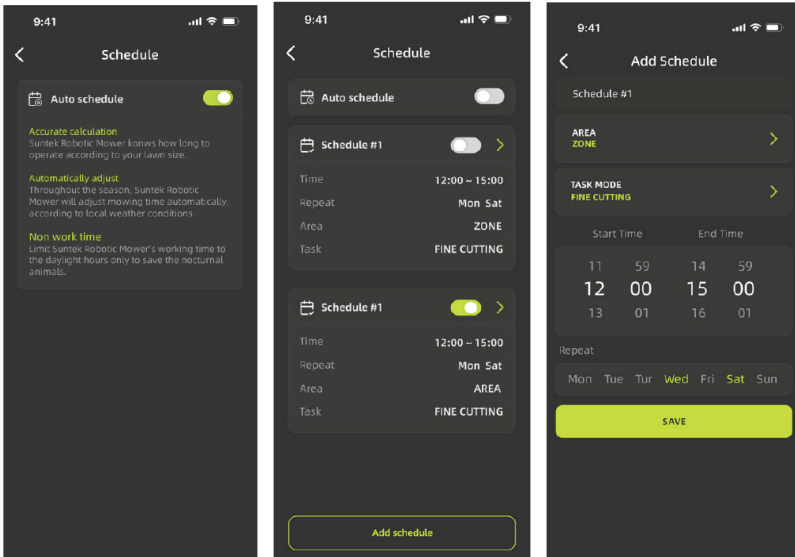 9:41
Schedule
Auto schedule
Accurate calculation
Suntek Robotic Mower konws how long to
operate according to your lawn size.
Automatically adjust
Throughout the season, Suntek Robotic
Mower will adjust mowing time automatically,
according to local weather conditions.
Non work time
Limit Suntek Robotic Mower's working time to
the daylight hours only to save the nocturnal
animals.
9:41
Schedule
Auto schedule
Schedule #1
Time 12:00 ~ 15:00
Repeat Mon Sat
Area ZONE
Task FINE CUTTING
Schedule #1
Time 12:00 ~ 15:00
Repeat Mon Sat
Area AREA
Task FINE CUTTING
Add schedule
9:41
Add Schedule
Schedule #1
AREA
ZONE
TASK MODE
FINE CUTTING
Start Time End Time
11 59 14 59
12 00 15 00
13 01 16 01
Repeat
Mon Tue Tur Wed Fri Sat Sun
SAVE